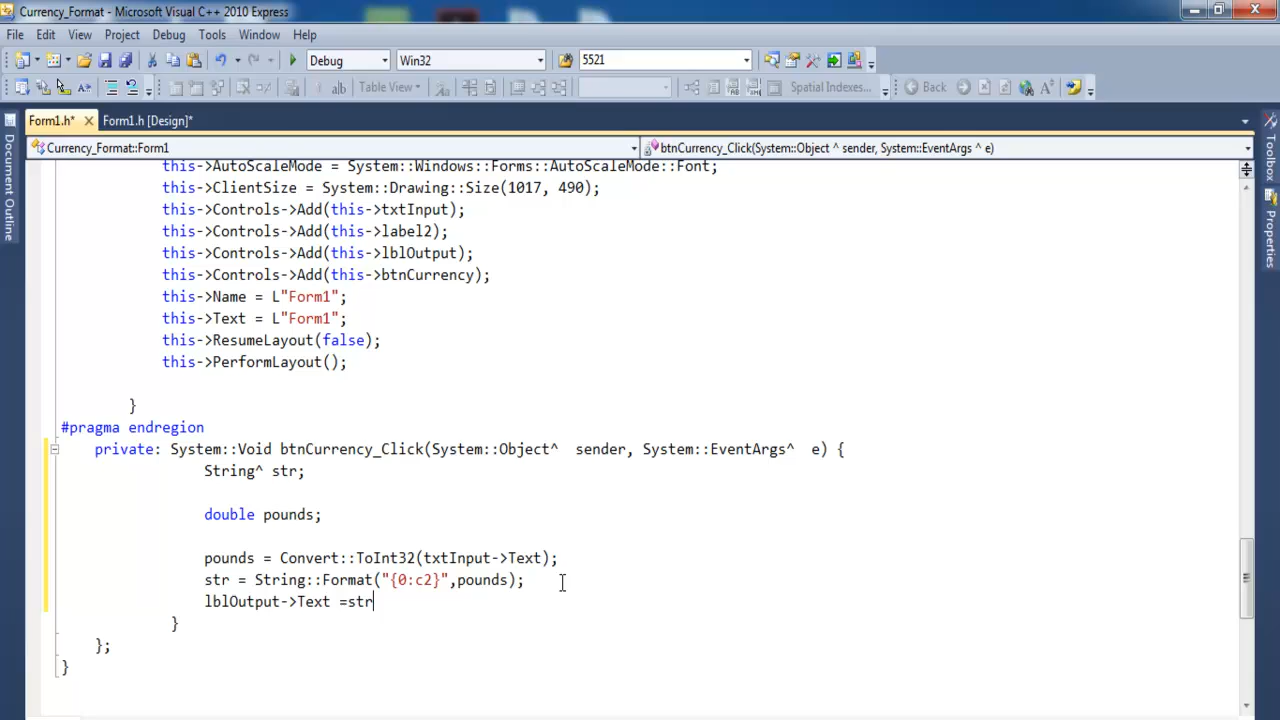 Currency_Format - Microsoft Visual C++ 2010 Express
File Edit View Project Debug Tools Window Help
Debug Win32 5521
Table View Spatial Indexes... Back
Form1.h* Form1.h [Design]*
Currency_Format::Form1 btnCurrency_Click(System::Object ^ sender, System::EventArgs ^ e)
Document Outline
Toolbox
Properties
this->AutoScaleMode = System::Windows::Forms::AutoScaleMode::Font;
this->ClientSize = System::Drawing::Size(1017, 490);
this->Controls->Add(this->txtInput);
this->Controls->Add(this->label2);
this->Controls->Add(this->lblOutput);
this->Controls->Add(this->btnCurrency);
this->Name = L"Form1";
this->Text = L"Form1";
this->ResumeLayout(false);
this->PerformLayout();
}
#pragma endregion
private: System::Void btnCurrency_Click(System::Object^  sender, System::EventArgs^  e) {
String^ str;
double pounds;
pounds = Convert::ToInt32(txtInput->Text);
str = String::Format("{0:c2}",pounds);
lblOutput->Text =str
}
};
}